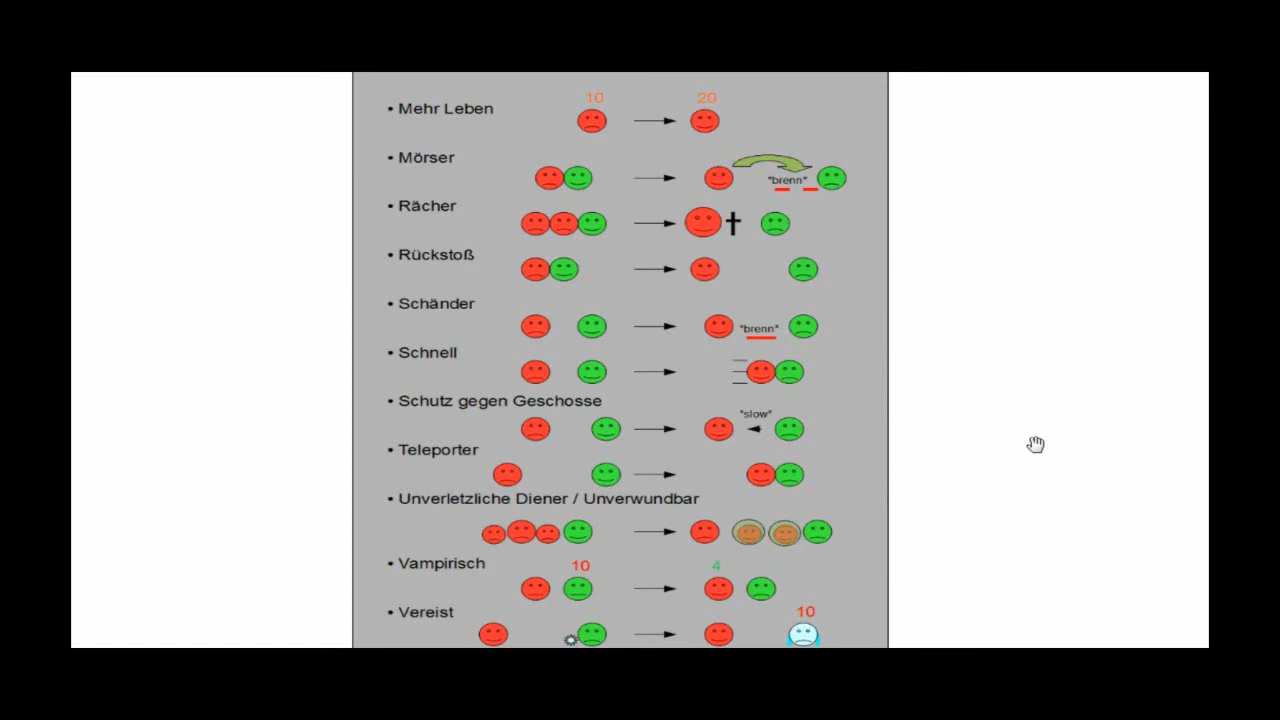 10 20
• Mehr Leben
• Mörser
"brenn"
• Rächer
• Rückstoß
• Schänder
"brenn"
• Schnell
• Schutz gegen Geschosse
"slow"
• Teleporter
• Unverletzliche Diener / Unverwundbar
• Vampirisch 10 4
• Vereist 10